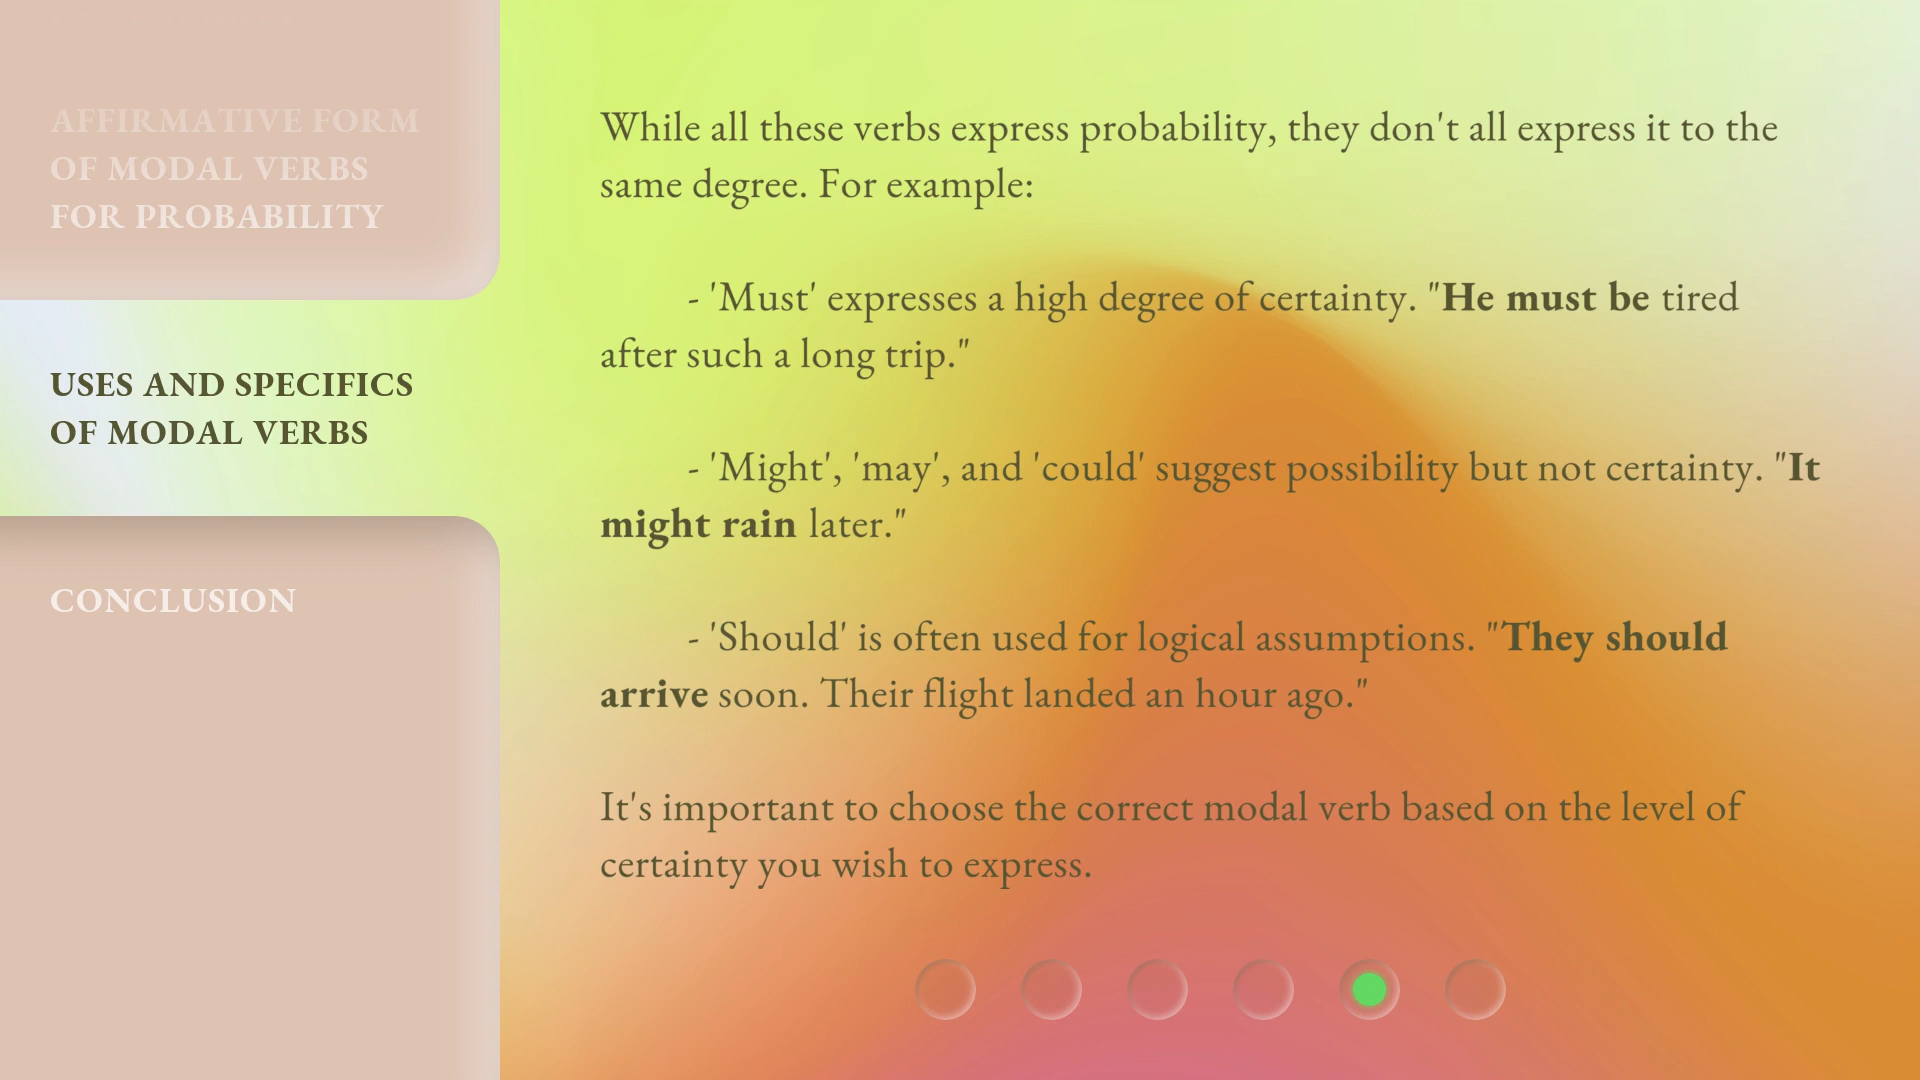 AFFIRMATIVE FORM
OF MODAL VERBS
FOR PROBABILITY
USES AND SPECIFICS
OF MODAL VERBS
CONCLUSION
While all these verbs express probability, they don't all express it to the
same degree. For example:
- 'Must' expresses a high degree of certainty. "He must be tired
after such a long trip."
- 'Might', 'may', and 'could' suggest possibility but not certainty. "It
might rain later."
- 'Should' is often used for logical assumptions. "They should
arrive soon. Their flight landed an hour ago."
It's important to choose the correct modal verb based on the level of
certainty you wish to express.